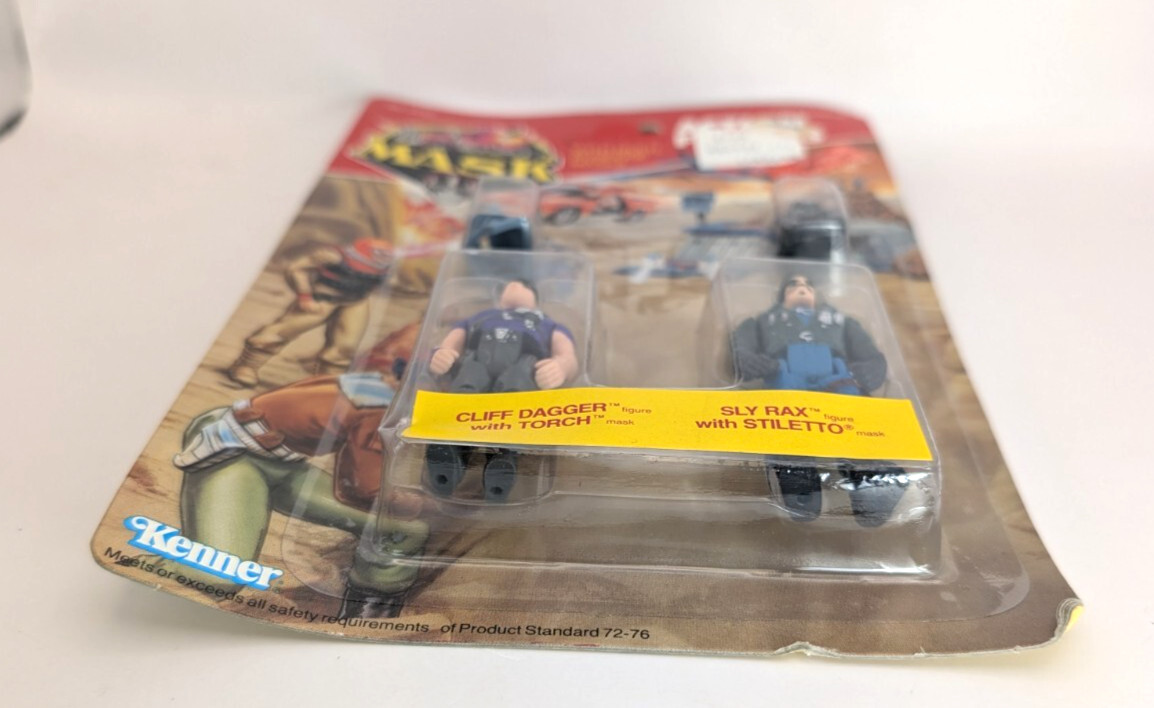 MASK
CLIFF DAGGER™ figure
with TORCH™ mask
SLY RAX™ figure
with STILETTO® mask
Kenner
Meets or exceeds all safety requirements of Product Standard 72-76